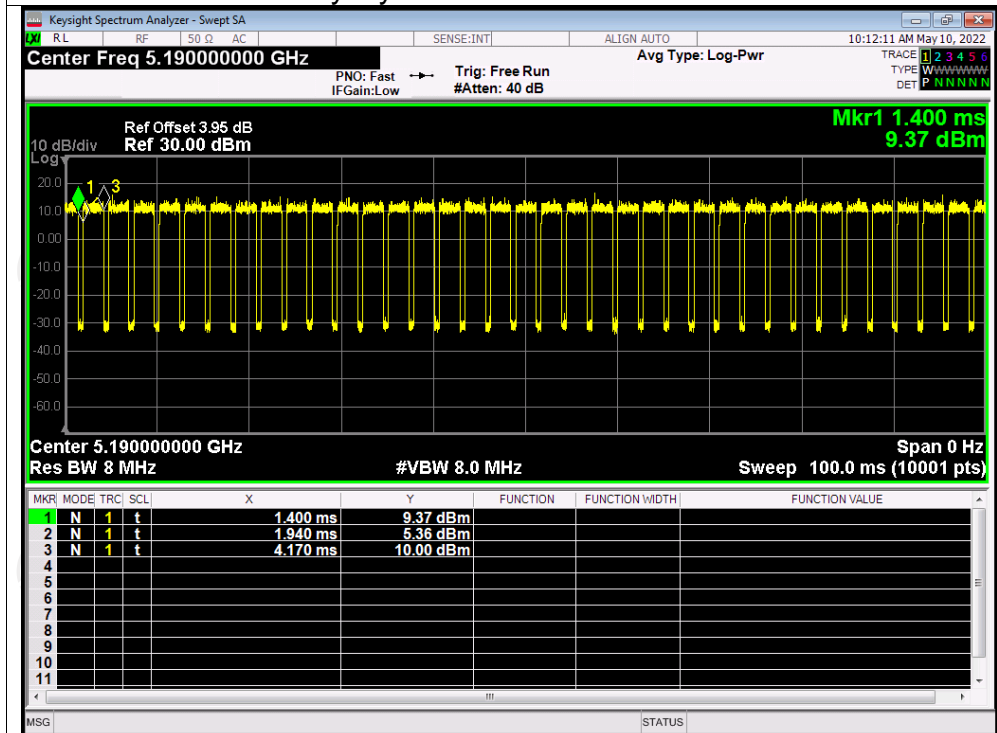 Keysight Spectrum Analyzer - Swept SA
LXI RL RF 50 Ω AC SENSE:INT ALIGN AUTO 10:12:11 AM May 10, 2022
Center Freq 5.190000000 GHz Avg Type: Log-Pwr TRACE 1 2 3 4 5 6
PNO: Fast Trig: Free Run TYPE WWWWWW
IFGain:Low #Atten: 40 dB DET P N N N N N
Mkr1 1.400 ms
Ref Offset 3.95 dB
10 dB/div Ref 30.00 dBm 9.37 dBm
Log
20.0
1 3
10.0
0.00
-10.0
-20.0
-30.0
-40.0
-50.0
-60.0
Center 5.190000000 GHz Span 0 Hz
Res BW 8 MHz #VBW 8.0 MHz Sweep 100.0 ms (10001 pts)
MKR MODE TRC SCL X Y FUNCTION FUNCTION WIDTH FUNCTION VALUE
1 N 1 t 1.400 ms 9.37 dBm
2 N 1 t 1.940 ms 5.36 dBm
3 N 1 t 4.170 ms 10.00 dBm
4
5
6
7
8
9
10
11
MSG STATUS